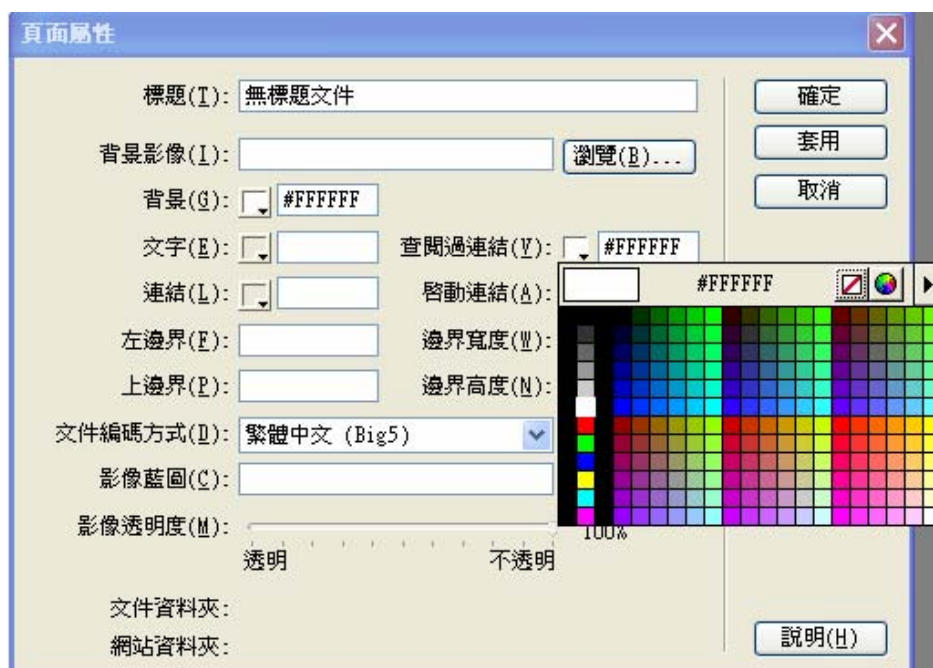 頁面屬性
標題(T): 無標題文件 確定
背景影像(I): 瀏覽(B)... 套用
背景(G): #FFFFFF 取消
文字(E): 查閱過連結(V): #FFFFFF
連結(L): 啓動連結(A): #FFFFFF
左邊界(F): 邊界寬度(W):
上邊界(P): 邊界高度(N):
文件編碼方式(D): 繁體中文 (Big5)
影像藍圖(C):
影像透明度(M): 100%
透明 不透明
文件資料夾:
網站資料夾: 說明(H)